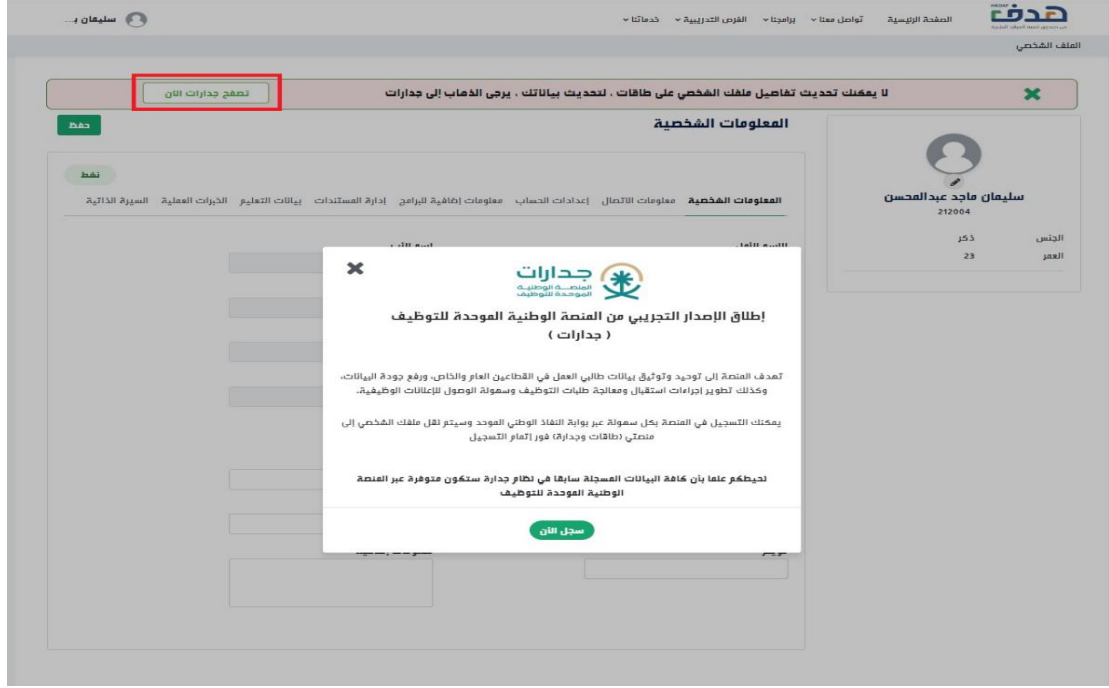 هدف
الصفحة الرئيسية
تواصل معنا
برامجنا
الفرص التدريبية
خدماتنا
سليمان ب...
الملف الشخصي
لا يمكنك تحديث تفاصيل ملفك الشخصي على طاقات ، لتحديث بياناتك ، يرجى الذهاب إلى جدارات
تصفح جدارات الان
المعلومات الشخصية
حفظ
نشط
سليمان ماجد عبدالمحسن
212004
الجنس ذكر
العمر 23
المعلومات الشخصية
معلومات الاتصال
إعدادات الحساب
معلومات إضافية للبرامج
إدارة المستندات
بيانات التعليم
الخبرات العملية
السيرة الذاتية
جدارات
المنصـــة الوطنيـة
الموحدة للتوظيف
إطلاق الإصدار التجريبي من المنصة الوطنية الموحدة للتوظيف
( جدارات )
تهدف المنصة إلى توحيد وتوثيق بيانات طالبي العمل في القطاعين العام والخاص، ورفع جودة البيانات،
وكذلك تطوير إجراءات استقبال ومعالجة طلبات التوظيف وسهولة الوصول للإعلانات الوظيفية.
يمكنك التسجيل في المنصة بكل سهولة عبر بوابة النفاذ الوطني الموحد وسيتم نقل ملفك الشخصي إلى
منصتي (طاقات وجدارة) فور إتمام التسجيل
نحيطكم علما بأن كافة البيانات المسجلة سابقا في نظام جدارة ستكون متوفرة عبر المنصة
الوطنية الموحدة للتوظيف
سجل الآن